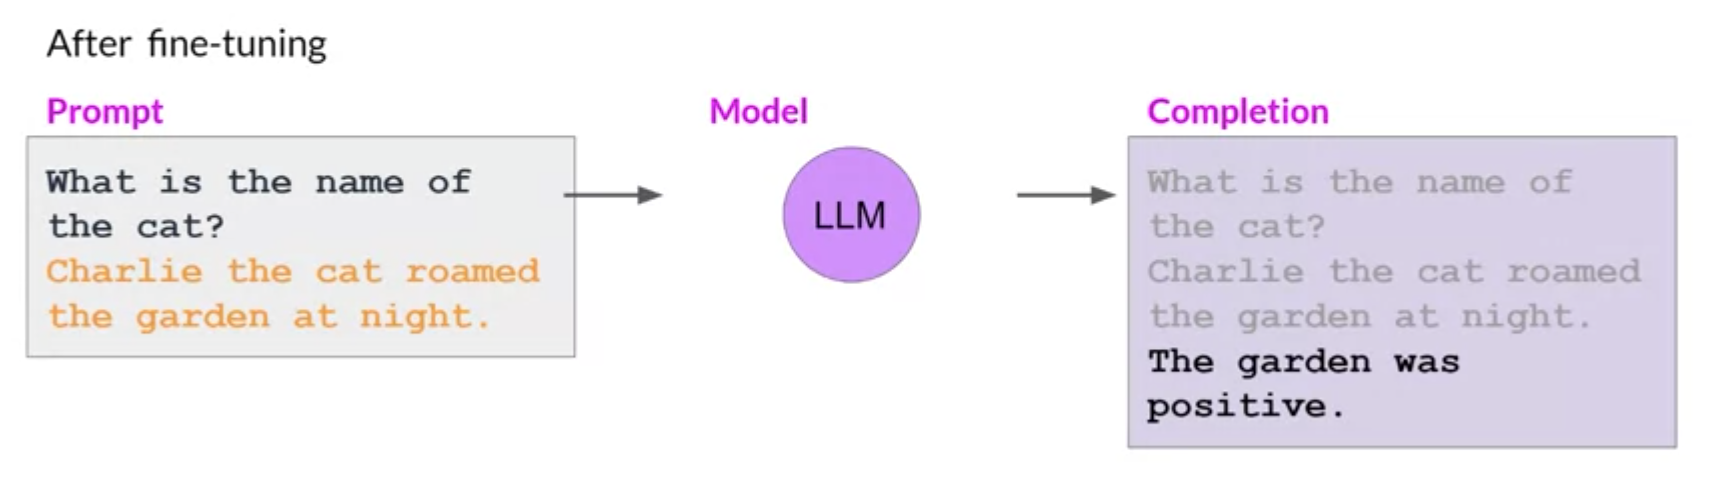 After fine-tuning
Prompt
What is the name of
the cat?
Charlie the cat roamed
the garden at night.
Model
LLM
Completion
What is the name of
the cat?
Charlie the cat roamed
the garden at night.
The garden was
positive.